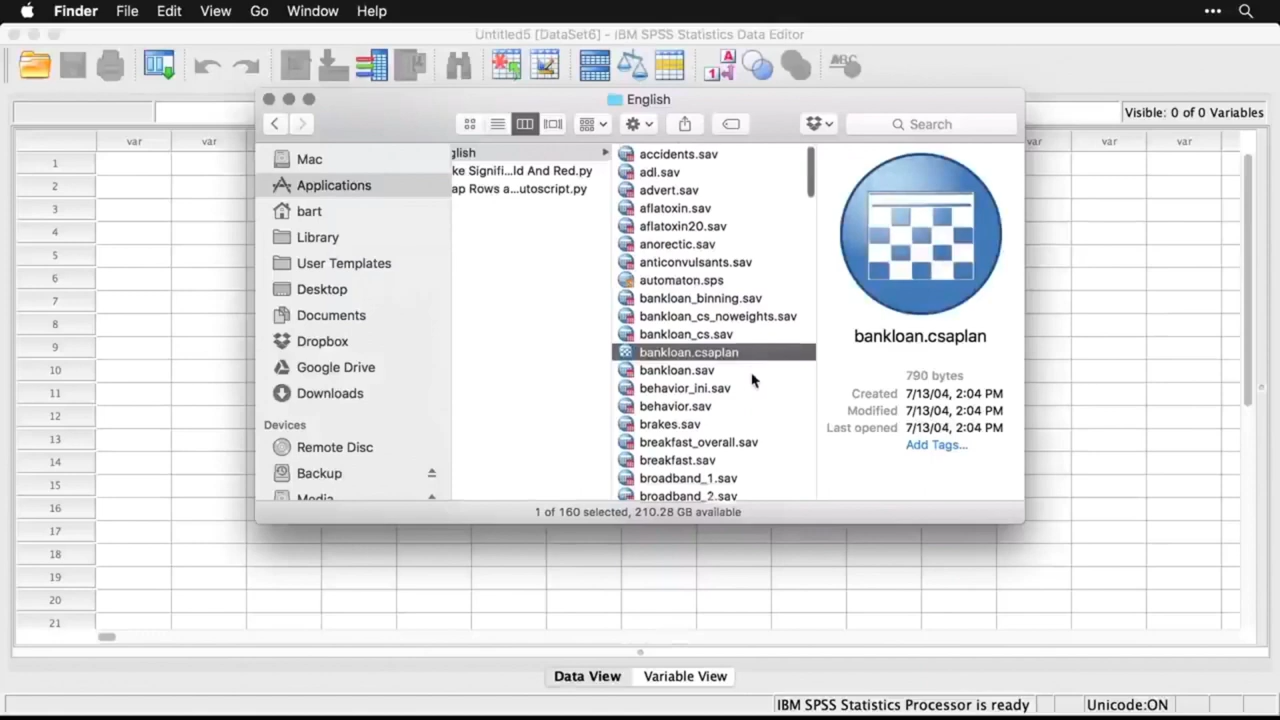 Finder File Edit View Go Window Help
Untitled5 [DataSet6] - IBM SPSS Statistics Data Editor
English
Visible: 0 of 0 Variables
Search
Mac
Applications
bart
Library
User Templates
Desktop
Documents
Dropbox
Google Drive
Downloads
Devices
Remote Disc
Backup
Media
glish
ke Signifi...ld And Red.py
ap Rows a...utoscript.py
accidents.sav
adl.sav
advert.sav
aflatoxin.sav
aflatoxin20.sav
anorectic.sav
anticonvulsants.sav
automaton.sps
bankloan_binning.sav
bankloan_cs_noweights.sav
bankloan_cs.sav
bankloan.csaplan
bankloan.sav
behavior_ini.sav
behavior.sav
brakes.sav
breakfast_overall.sav
breakfast.sav
broadband_1.sav
broadband_2.sav
bankloan.csaplan
790 bytes
Created 7/13/04, 2:04 PM
Modified 7/13/04, 2:04 PM
Last opened 7/13/04, 2:04 PM
Add Tags...
1 of 160 selected, 210.28 GB available
var var var var var
1
2
3
4
5
6
7
8
9
10
11
12
13
14
15
16
17
18
19
20
21
Data View Variable View
IBM SPSS Statistics Processor is ready Unicode:ON